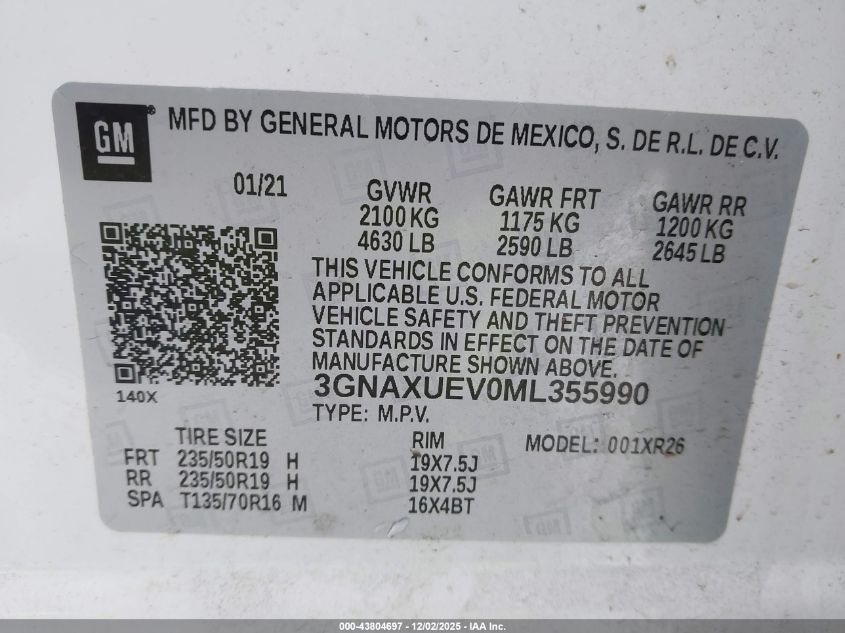 GM
® MFD BY GENERAL MOTORS DE MEXICO, S. DE R.L. DE C.V.
01/21
GVWR GAWR FRT GAWR RR
2100 KG 1175 KG 1200 KG
4630 LB 2590 LB 2645 LB
THIS VEHICLE CONFORMS TO ALL
APPLICABLE U.S. FEDERAL MOTOR
VEHICLE SAFETY AND THEFT PREVENTION
STANDARDS IN EFFECT ON THE DATE OF
MANUFACTURE SHOWN ABOVE.
140X
3GNAXUEV0ML355990
TYPE: M.P.V.
TIRE SIZE RIM MODEL: 001XR26
FRT 235/50R19 H 19X7.5J
RR 235/50R19 H 19X7.5J
SPA T135/70R16 M 16X4BT
000-43804697 - 12/02/2025 - IAA Inc.